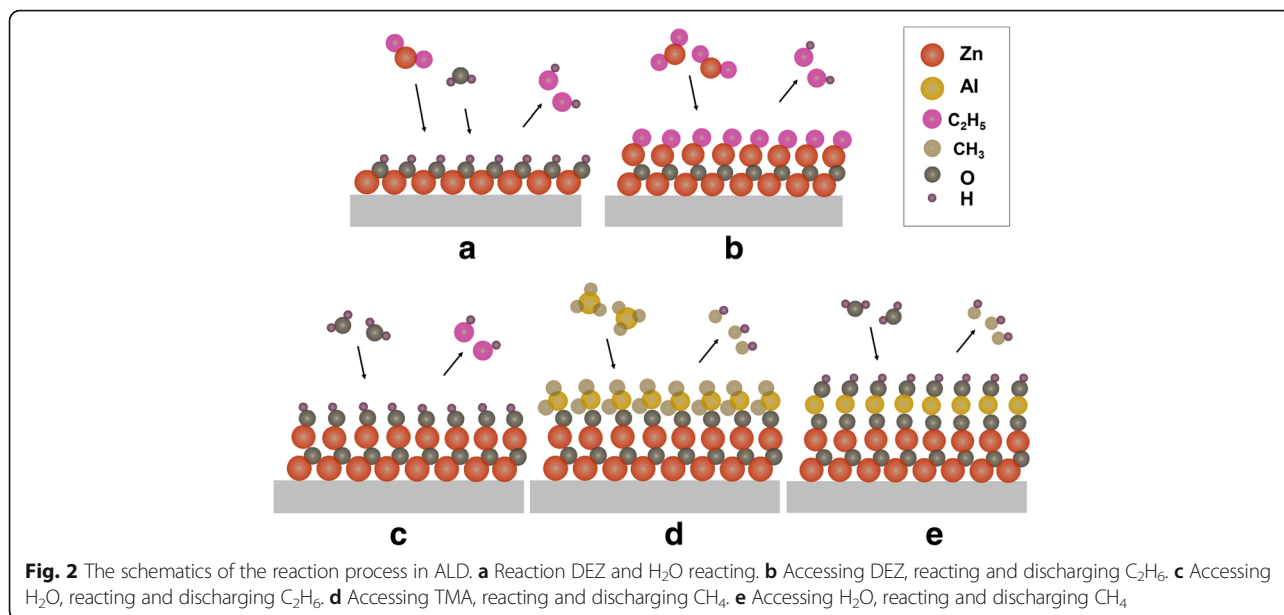 Zn
Al
C₂H₅
CH₃
O
H
a
b
c
d
e
Fig. 2 The schematics of the reaction process in ALD. a Reaction DEZ and H₂O reacting. b Accessing DEZ, reacting and discharging C₂H₆. c Accessing
H₂O, reacting and discharging C₂H₆. d Accessing TMA, reacting and discharging CH₄. e Accessing H₂O, reacting and discharging CH₄